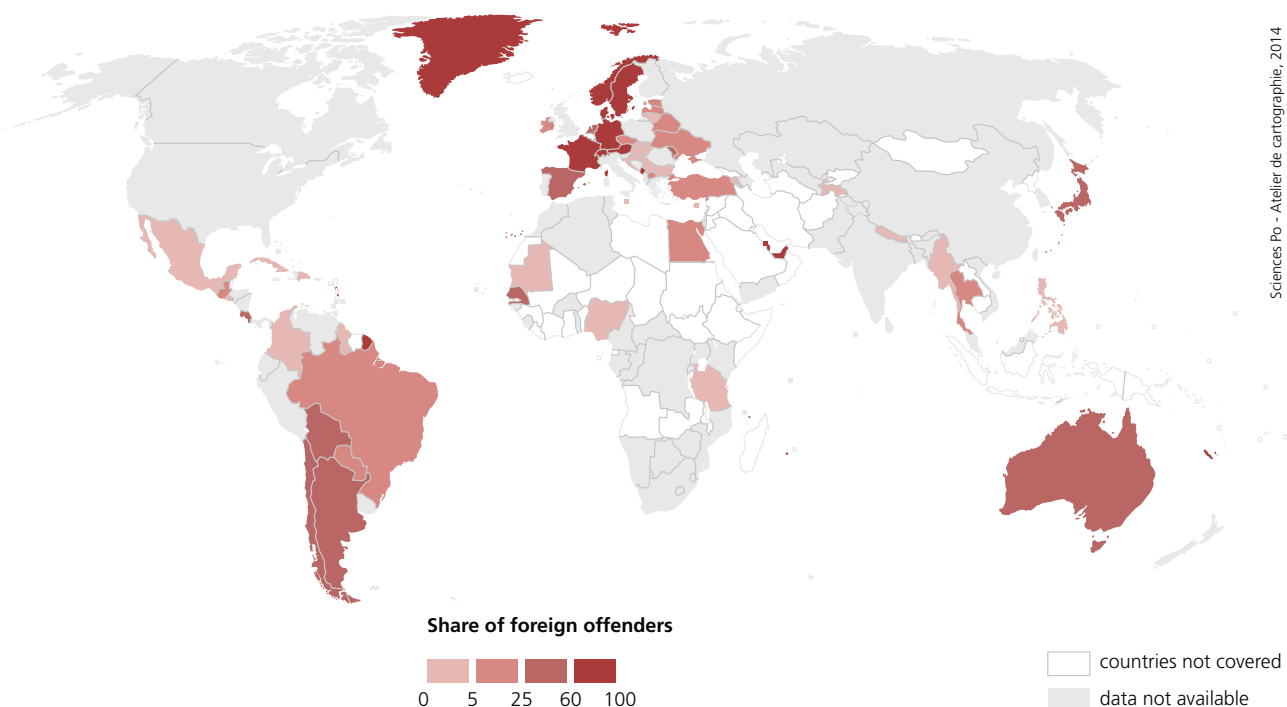 Sciences Po - Atelier de cartographie, 2014
Share of foreign offenders
0 5 25 60 100
countries not covered
data not available